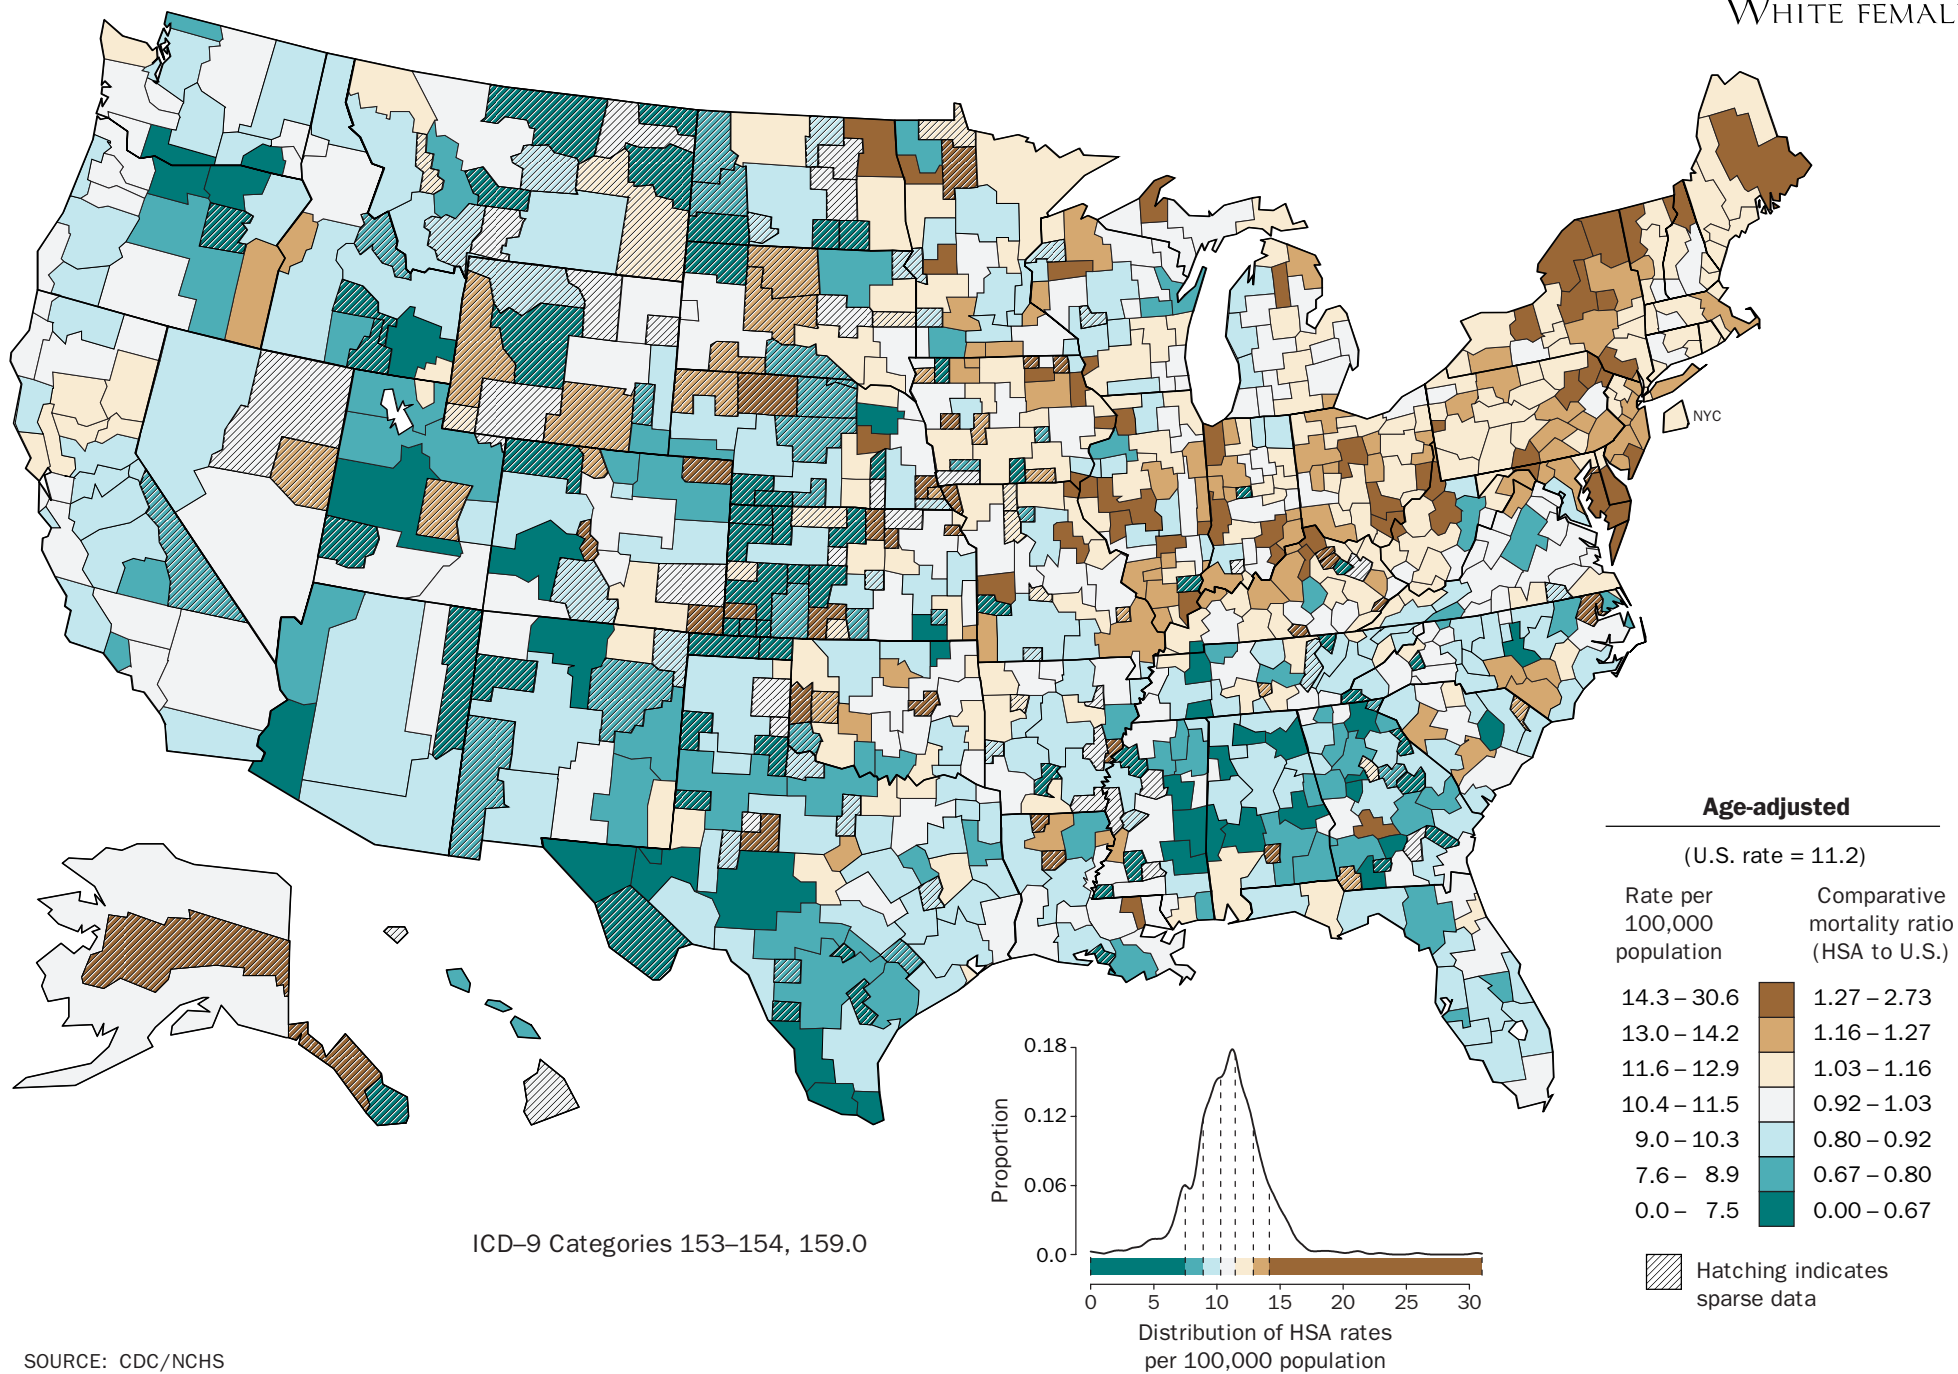 WHITE FEMAL
NYC
Age-adjusted
(U.S. rate = 11.2)
Rate per
100,000
population
Comparative
mortality ratio
(HSA to U.S.)
14.3 – 30.6 1.27 – 2.73
13.0 – 14.2 1.16 – 1.27
11.6 – 12.9 1.03 – 1.16
10.4 – 11.5 0.92 – 1.03
9.0 – 10.3 0.80 – 0.92
7.6 – 8.9 0.67 – 0.80
0.0 – 7.5 0.00 – 0.67
Hatching indicates
sparse data
0.18
0.12
0.06
0.0
Proportion
0 5 10 15 20 25 30
Distribution of HSA rates
per 100,000 population
ICD–9 Categories 153–154, 159.0
SOURCE: CDC/NCHS